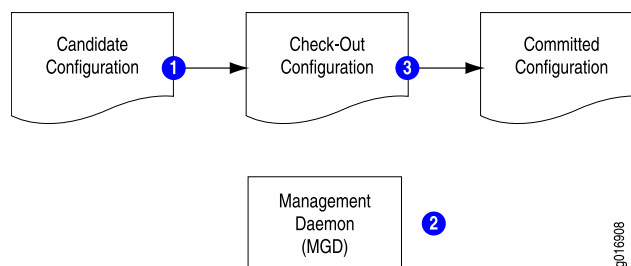 Candidate
Configuration
1
Check-Out
Configuration
3
Committed
Configuration
Management
Daemon
(MGD)
2
g016908